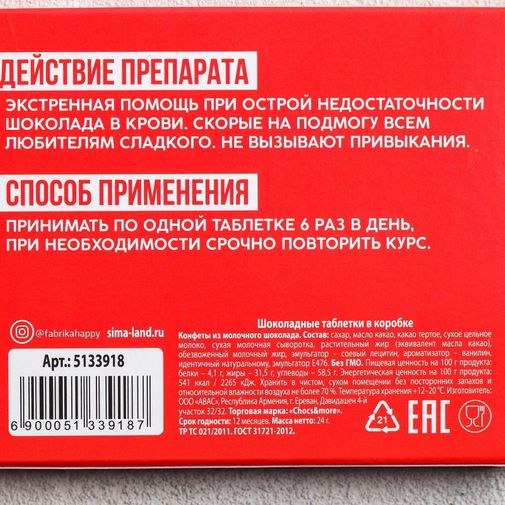 ДЕЙСТВИЕ ПРЕПАРАТА
ЭКСТРЕННАЯ ПОМОЩЬ ПРИ ОСТРОЙ НЕДОСТАТОЧНОСТИ
ШОКОЛАДА В КРОВИ. СКОРЫЕ НА ПОДМОГУ ВСЕМ
ЛЮБИТЕЛЯМ СЛАДКОГО. НЕ ВЫЗЫВАЮТ ПРИВЫКАНИЯ.
СПОСОБ ПРИМЕНЕНИЯ
ПРИНИМАТЬ ПО ОДНОЙ ТАБЛЕТКЕ 6 РАЗ В ДЕНЬ,
ПРИ НЕОБХОДИМОСТИ СРОЧНО ПОВТОРИТЬ КУРС.
@fabrikahappy sima-land.ru
Арт.: 5133918
6 900051 339187
Шоколадные таблетки в коробке
Конфеты из молочного шоколада. Состав: сахар, масло какао, какао тертое, сухое цельное
молоко, сухая молочная сыворотка, растительный жир (эквивалент масла какао),
обезвоженный молочный жир, эмульгатор - соевый лецитин, ароматизатор - ванилин,
идентичный натуральному, эмульгатор Е476. Без ГМО. Пищевая ценность на 100 г продукта:
белки - 4,1 г, жиры – 31,5 г, углеводы – 58,5 г. Энергетическая ценность на 100 г продукта:
541 ккал / 2265 кДж. Хранить в чистом, сухом помещении без посторонних запахов и
относительной влажности воздуха не более 70 %. Температура хранения +12–20 °С. Изготовитель:
ООО «АВАС», Республика Армения, г. Ереван, Давидашен 4-й
участок 32/32. Торговая марка: «Chocs&more».
Срок годности: 12 месяцев. Масса нетто: 24 г.
ТР ТС 021/2011. ГОСТ 31721-2012.
21
EAC